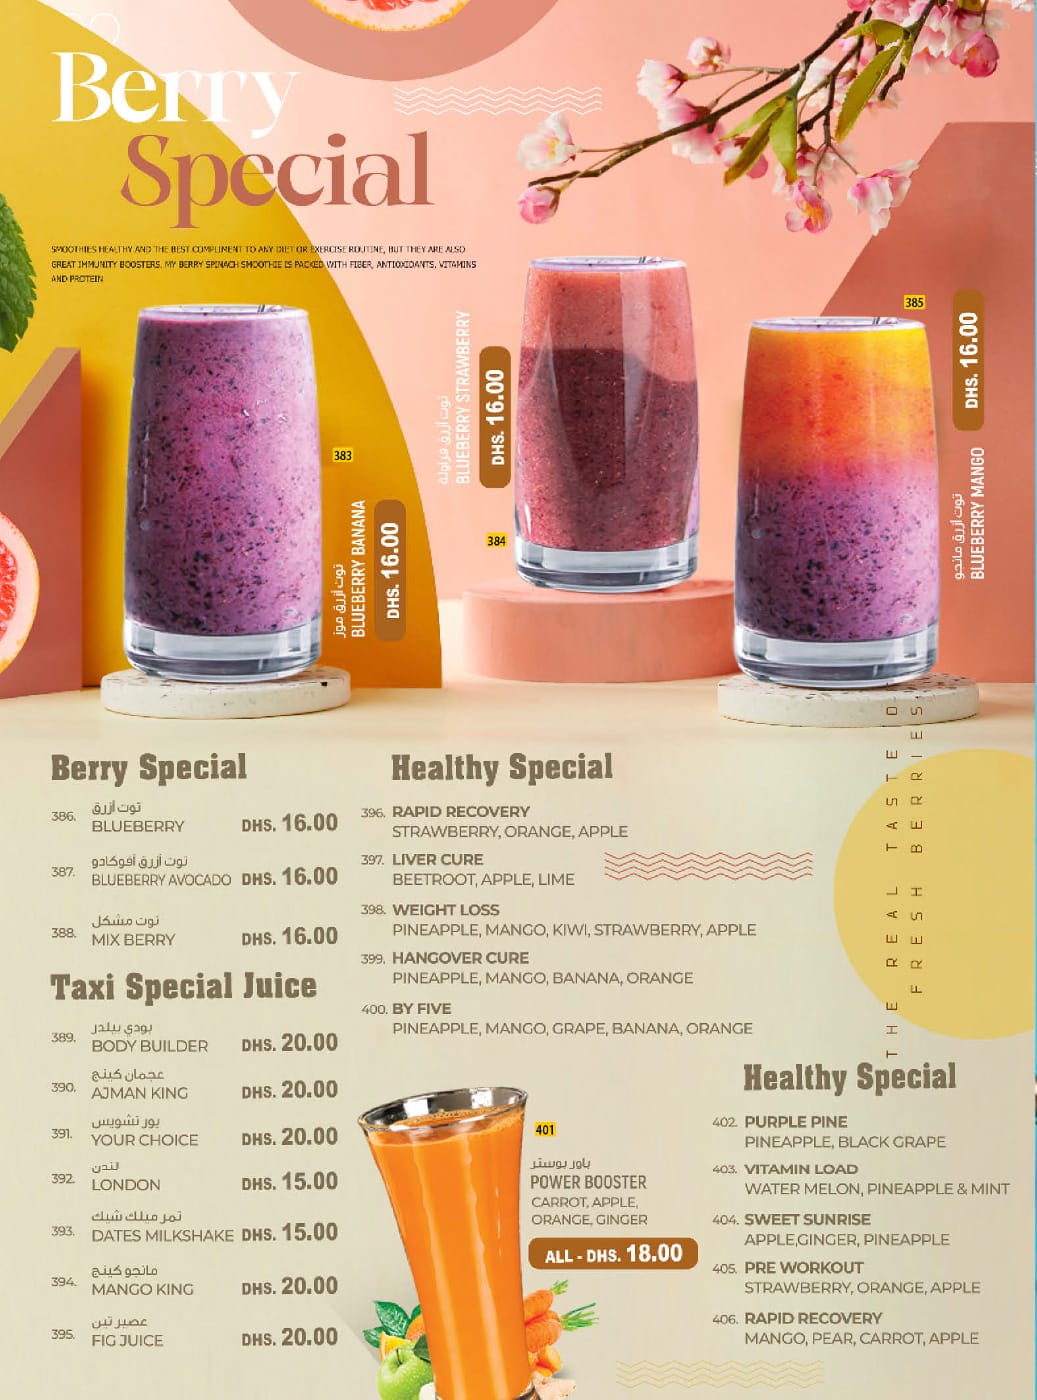 Berry
Special
SMOOTHIES HEALTHY AND THE BEST COMPLIMENT TO ANY DIET OR EXERCISE ROUTINE, BUT THEY ARE ALSO
GREAT IMMUNITY BOOSTERS. MY BERRY SPINACH SMOOTHIE IS PACKED WITH FIBER, ANTIOXIDANTS, VITAMINS
AND PROTEIN
383
توت أزرق موز
BLUEBERRY BANANA
DHS. 16.00
توت أزرق فراولة
BLUEBERRY STRAWBERRY
DHS. 16.00
384
385
DHS. 16.00
توت أزرق مانجو
BLUEBERRY MANGO
THE REAL TASTE O
FRESH BERRIES.
Berry Special
386. توت أزرق
BLUEBERRY DHS. 16.00
387. توت أزرق أفوكادو
BLUEBERRY AVOCADO DHS. 16.00
388. توت مشكل
MIX BERRY DHS. 16.00
Taxi Special Juice
389. بودي بيلدر
BODY BUILDER DHS. 20.00
390. عجمان كينج
AJMAN KING DHS. 20.00
391. يور تشويس
YOUR CHOICE DHS. 20.00
392. لندن
LONDON DHS. 15.00
393. تمر ميلك شيك
DATES MILKSHAKE DHS. 15.00
394. مانجو كينج
MANGO KING DHS. 20.00
395. عصير تين
FIG JUICE DHS. 20.00
Healthy Special
396. RAPID RECOVERY
STRAWBERRY, ORANGE, APPLE
397. LIVER CURE
BEETROOT, APPLE, LIME
398. WEIGHT LOSS
PINEAPPLE, MANGO, KIWI, STRAWBERRY, APPLE
399. HANGOVER CURE
PINEAPPLE, MANGO, BANANA, ORANGE
400. BY FIVE
PINEAPPLE, MANGO, GRAPE, BANANA, ORANGE
401
باور بوستر
POWER BOOSTER
CARROT, APPLE,
ORANGE, GINGER
ALL - DHS. 18.00
Healthy Special
402. PURPLE PINE
PINEAPPLE, BLACK GRAPE
403. VITAMIN LOAD
WATER MELON, PINEAPPLE & MINT
404. SWEET SUNRISE
APPLE,GINGER, PINEAPPLE
405. PRE WORKOUT
STRAWBERRY, ORANGE, APPLE
406. RAPID RECOVERY
MANGO, PEAR, CARROT, APPLE